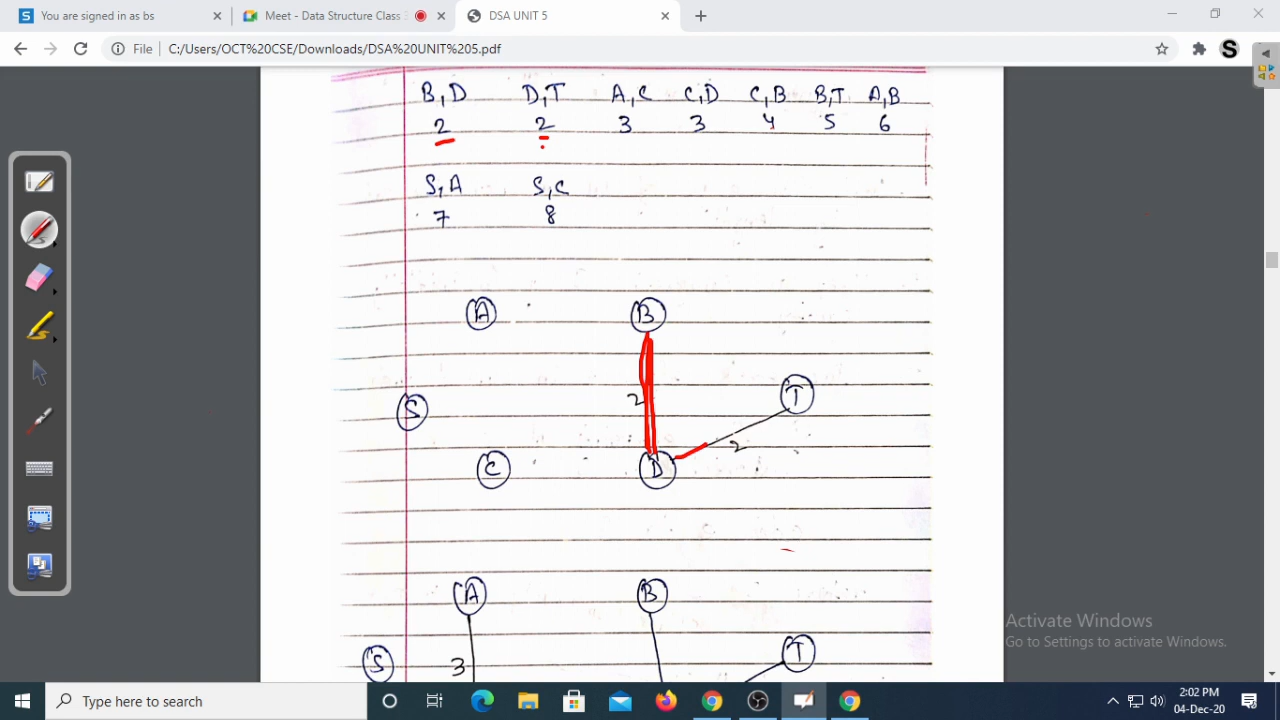 You are signed in as bs
Meet - Data Structure Class 3
DSA UNIT 5
File
C:/Users/OCT%20CSE/Downloads/DSA%20UNIT%205.pdf
S
B,D D,T A,C C,D C,B B,T A,B
2 2 3 3 4 5 6
S,A S,C
7 8
A B
2
T
S
2
C D
A B
T
S 3
Activate Windows
Go to Settings to activate Windows.
Type here to search
2:02 PM
04-Dec-20